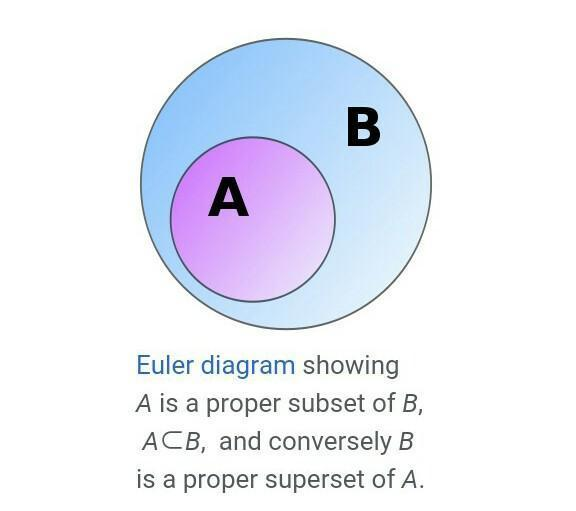 B
A
Euler diagram showing
A is a proper subset of B,
A⊂B, and conversely B
is a proper superset of A.